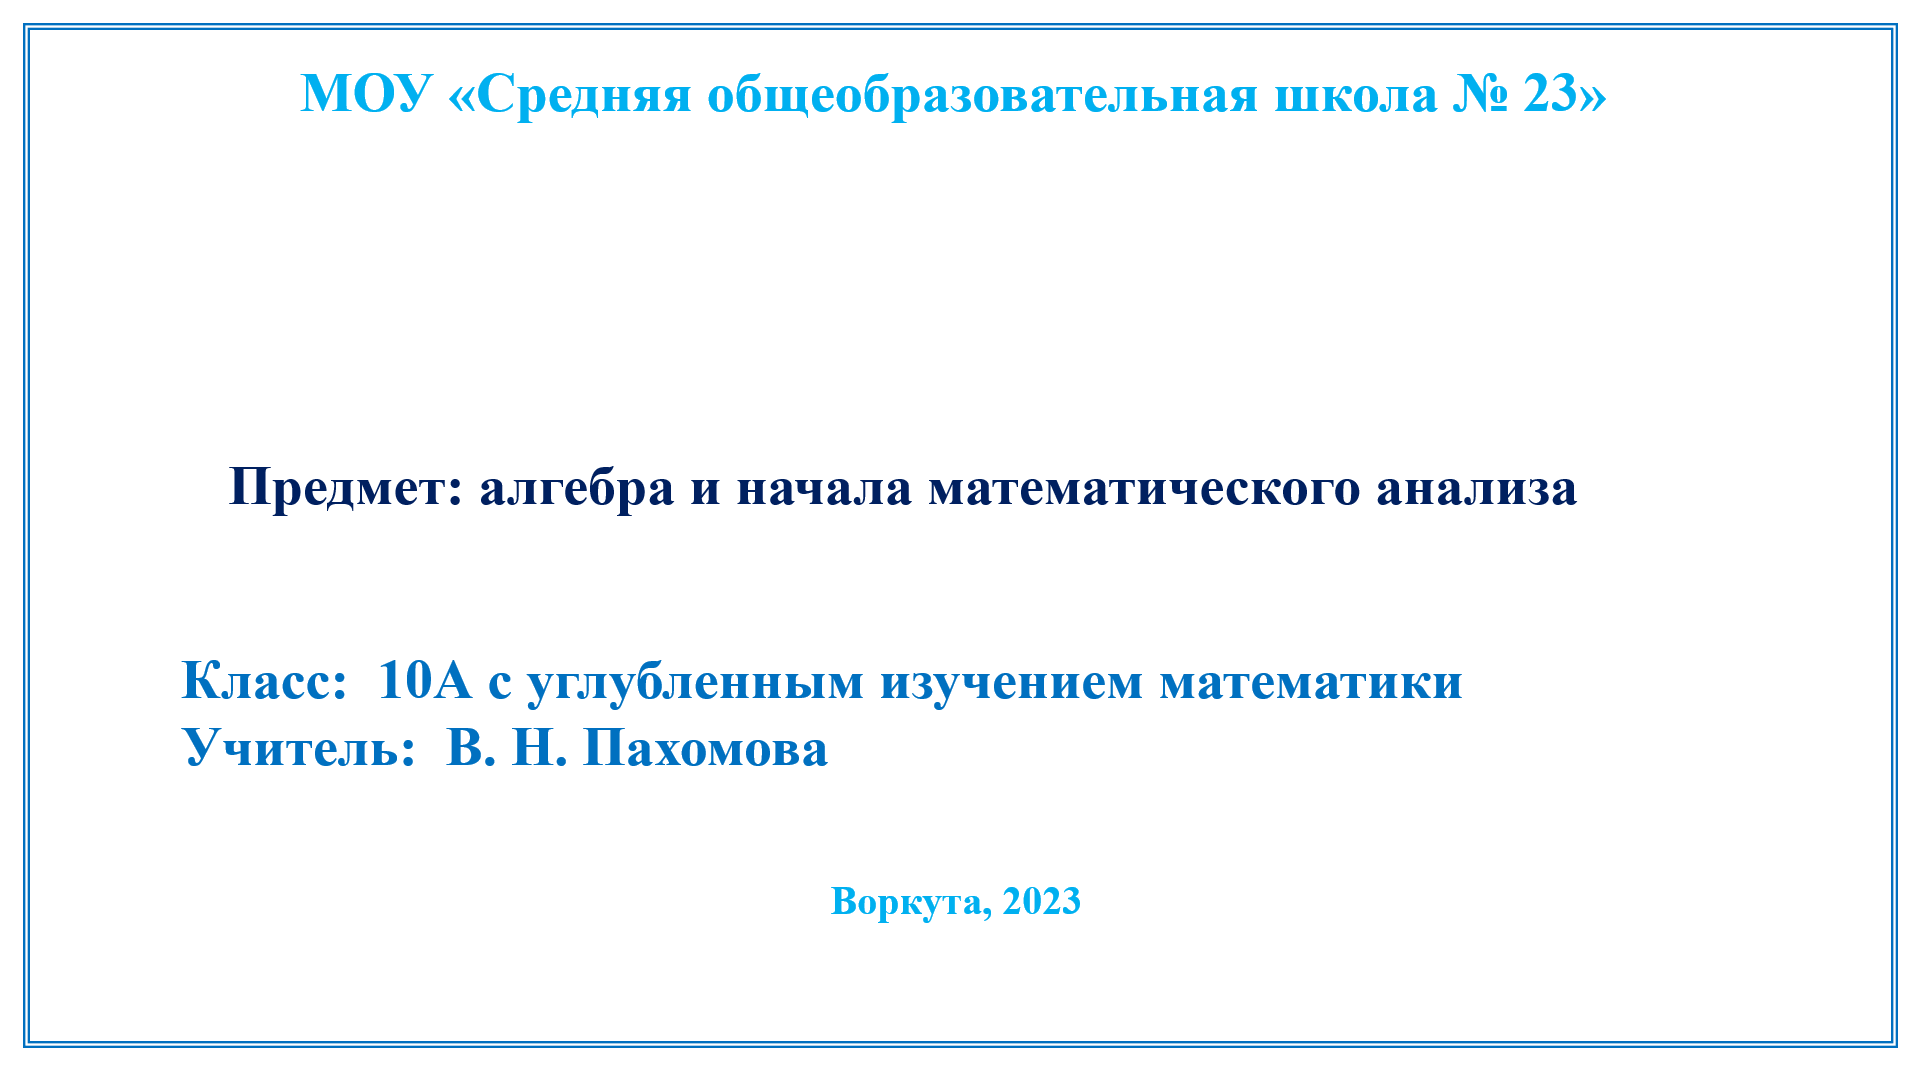 МОУ «Средняя общеобразовательная школа № 23»
Предмет: алгебра и начала математического анализа
Класс:  10А с углубленным изучением математики
Учитель:  В. Н. Пахомова
Воркута, 2023